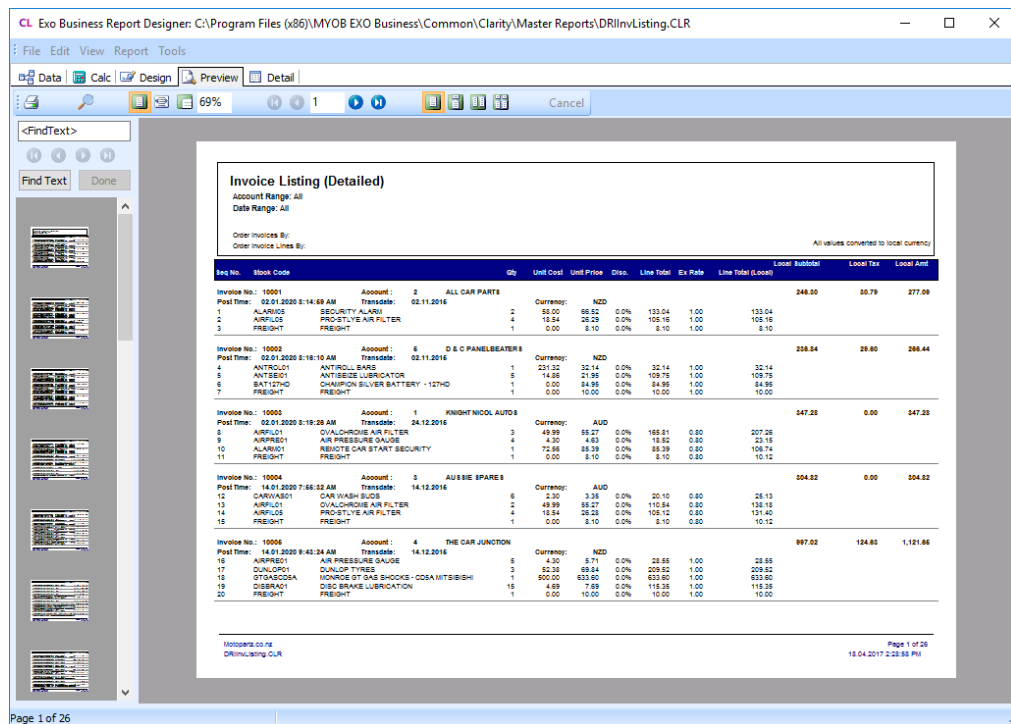 CL Exo Business Report Designer: C:\Program Files (x86)\MYOB EXO Business\Common\Clarity\Master Reports\DRIInvListing.CLR
File Edit View Report Tools
Data Calc Design Preview Detail
69% 1 Cancel
<FindText>
Find Text Done
Invoice Listing (Detailed)
Account Range: All
Date Range: All
Order Invoices By:
Order Invoice Lines By:
All values converted to local currency
Seq No. Stock Code Qty Unit Cost Unit Price Disc. Line Total Ex Rate Line Total (Local) Local Subtotal Local Tax Local Amt
Invoice No.: 10001 Account : 2 ALL CAR PARTS 246.30 30.79 277.09
Post Time: 02.01.2020 8:14:59 AM Transdate: 02.11.2016 Currency: NZD
1 ALARM05 SECURITY ALARM 2 58.00 66.52 0.0% 133.04 1.00 133.04
2 AIRFIL05 PRO-STLYE AIR FILTER 4 18.54 26.29 0.0% 105.16 1.00 105.16
3 FREIGHT FREIGHT 1 0.00 8.10 0.0% 8.10 1.00 8.10
Invoice No.: 10002 Account : 5 D & C PANELBEATERS 236.84 29.60 266.44
Post Time: 02.01.2020 8:16:10 AM Transdate: 02.11.2016 Currency: NZD
4 ANTROL01 ANTIROLL BARS 1 231.32 32.14 0.0% 32.14 1.00 32.14
5 ANTSEI01 ANTISEIZE LUBRICATOR 5 14.86 21.95 0.0% 109.75 1.00 109.75
6 BAT127HD CHAMPION SILVER BATTERY - 127HD 1 0.00 84.95 0.0% 84.95 1.00 84.95
7 FREIGHT FREIGHT 1 0.00 10.00 0.0% 10.00 1.00 10.00
Invoice No.: 10003 Account : 1 KNIGHT NICOL AUTOS 347.28 0.00 347.28
Post Time: 02.01.2020 8:19:26 AM Transdate: 24.12.2016 Currency: AUD
8 AIRFIL01 OVALCHROME AIR FILTER 3 49.99 55.27 0.0% 165.81 0.80 207.26
9 AIRPRE01 AIR PRESSURE GAUGE 4 4.30 4.63 0.0% 18.52 0.80 23.15
10 ALARM01 REMOTE CAR START SECURITY 1 72.56 85.39 0.0% 85.39 0.80 106.74
11 FREIGHT FREIGHT 1 0.00 8.10 0.0% 8.10 0.80 10.12
Invoice No.: 10004 Account : 3 AUSSIE SPARES 304.82 0.00 304.82
Post Time: 14.01.2020 7:55:32 AM Transdate: 14.12.2016 Currency: AUD
12 CARWAS01 CAR WASH SUDS 6 2.30 3.35 0.0% 20.10 0.80 25.13
13 AIRFIL01 OVALCHROME AIR FILTER 2 49.99 55.27 0.0% 110.54 0.80 138.18
14 AIRFIL05 PRO-STLYE AIR FILTER 4 18.54 26.28 0.0% 105.12 0.80 131.40
15 FREIGHT FREIGHT 1 0.00 8.10 0.0% 8.10 0.80 10.12
Invoice No.: 10005 Account : 4 THE CAR JUNCTION 997.02 124.63 1,121.65
Post Time: 14.01.2020 9:43:24 AM Transdate: 14.12.2016 Currency: NZD
16 AIRPRE01 AIR PRESSURE GAUGE 5 4.30 5.71 0.0% 28.55 1.00 28.55
17 DUNLOP01 DUNLOP TYRES 3 52.38 69.84 0.0% 209.52 1.00 209.52
18 GTGASCD5A MONROE GT GAS SHOCKS - CD5A MITSIBISHI 1 500.00 633.60 0.0% 633.60 1.00 633.60
19 DISBRA01 DISC BRAKE LUBRICATION 15 4.69 7.69 0.0% 115.35 1.00 115.35
20 FREIGHT FREIGHT 1 0.00 10.00 0.0% 10.00 1.00 10.00
Motoparts.co.nz Page 1 of 26
DRIInvListing.CLR 18.04.2017 2:28:58 PM
Page 1 of 26